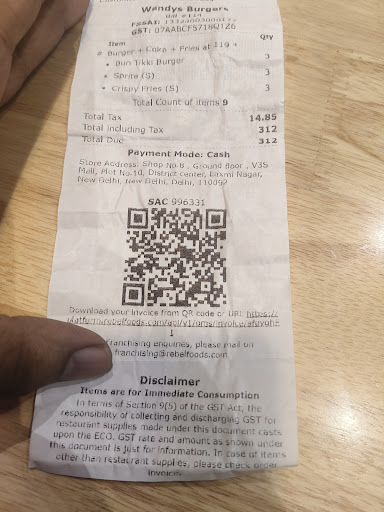 Wendys Burgers
GST: 07AABCF5718Q1Z6
Item Qty
Burger + Coke + Fries at 119 +
• Bun Tikki Burger 3
• Sprite (S) 3
• Crispy Fries (S) 3
Total Count of items 9
Total Tax 14.85
Total including Tax 312
Total Due 312
Payment Mode: Cash
Store Address: Shop No.8 , Ground floor , V3S
Mall, Plot No.10, District center, Laxmi Nagar,
New Delhi, New Delhi, Delhi, 110092
SAC 996331
Download your invoice from QR code or URL https://
1
franchising enquiries, please mail on
franchising@rebelfoods.com
Disclaimer
Items are for Immediate Consumption
In terms of Section 9(5) of the GST Act, the
responsibility of collecting and discharging GST for
restaurant supplies made under this document casts
upon the ECO. GST rate and amount as shown under
this document is just for information. In case of items
other than restaurant supplies, please check order
invoices